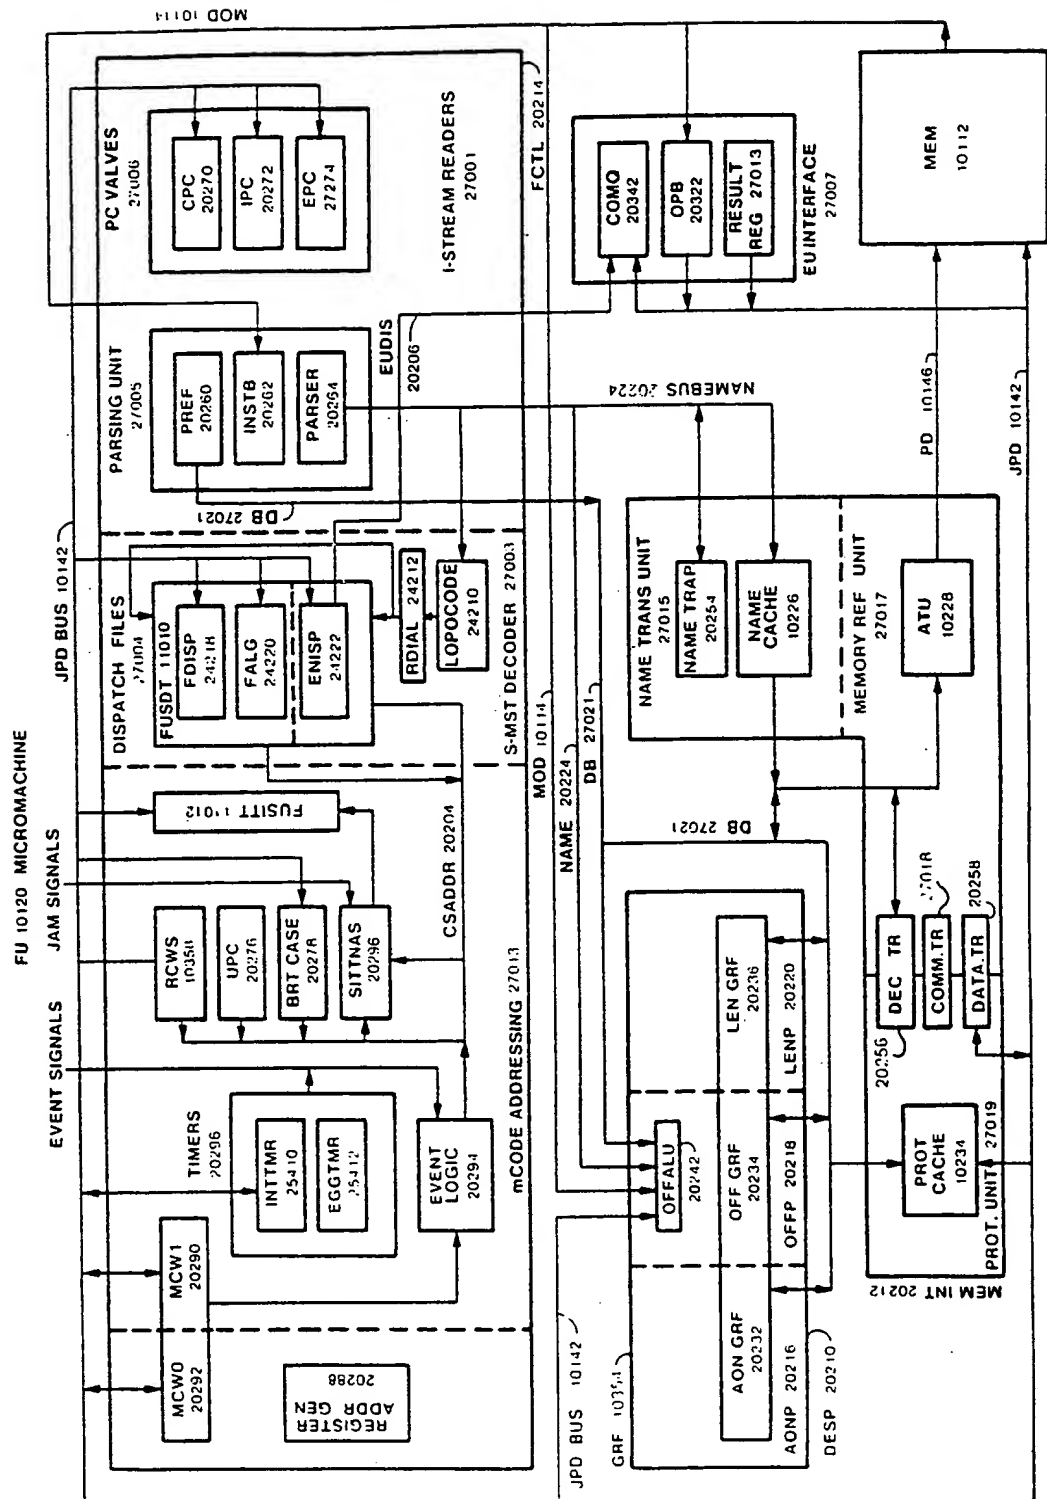 FU 10120 MICROMACHINE
EVENT SIGNALS
JAM SIGNALS
JPD BUS 10142
MOD 10114
MCW0
20292
MCW1
20290
REGISTER
ADDR GEN
20288
TIMERS
20296
INTTMR
25410
EGGTMR
25412
EVENT
LOGIC
20294
mCODE ADDRESSING 27013
RCWS
10358
UPC
20276
BRT CASE
20278
SITTNAS
20296
FUSITT 11012
CSADDR 20204
DISPATCH FILES
27004
FUSDT 11010
FDISP
24218
FALG
24220
ENISP
24222
RDIAL 24212
LOPOCODE
24210
S-MST DECODER 27003
DB 27021
PARSING UNIT
27005
PREF
20260
INSTB
20262
PARSER
20264
EUDIS
20206
PC VALVES
27006
CPC
20270
IPC
20272
EPC
27274
I-STREAM READERS
27001
FCTL 20214
COMQ
20342
OPB
20322
RESULT
REG 27013
EU INTERFACE
27007
MEM
10112
MOD 10114
NAME 20224
DB 27021
NAMEBUS 20224
PD 10146
JPD 10142
NAME TRANS UNIT
27015
NAME TRAP
20254
NAME
CACHE
10226
MEMORY REF UNIT
27017
ATU
10228
DB 27021
JPD BUS 10142
GRF 10354
OFFALU
20242
AON GRF
20232
OFF GRF
20234
LEN GRF
20236
AONP 20216
OFFP 20218
LENP 20220
DESP 20210
DEC TR
20256
COMM.TR
27018
DATA.TR
20258
PROT
CACHE
10234
PROT. UNIT 27019
MEM INT 20212